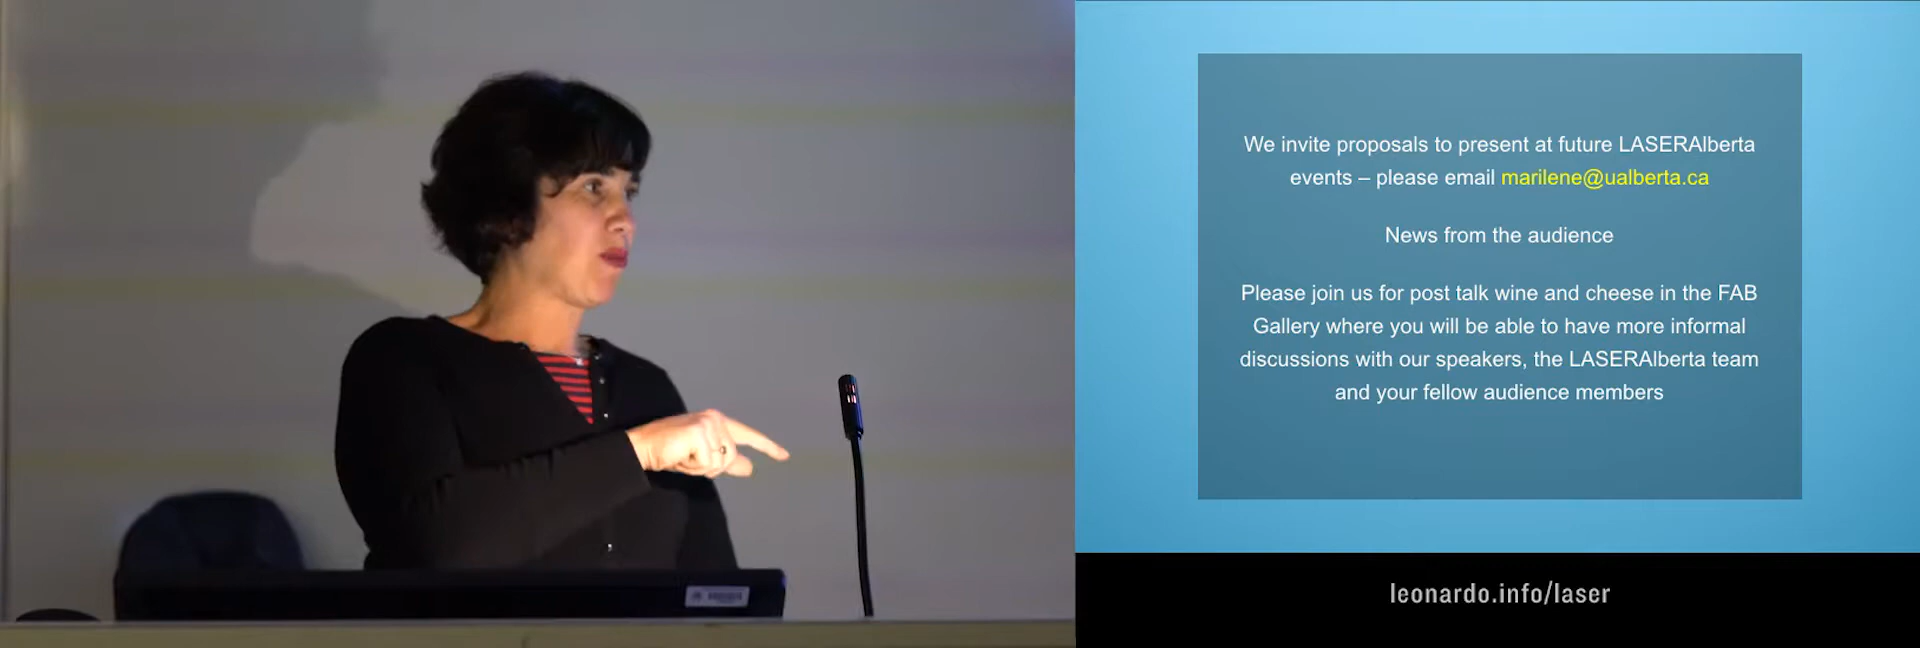 We invite proposals to present at future LASERAlberta
events – please email marilene@ualberta.ca
News from the audience
Please join us for post talk wine and cheese in the FAB
Gallery where you will be able to have more informal
discussions with our speakers, the LASERAlberta team
and your fellow audience members
leonardo.info/laser